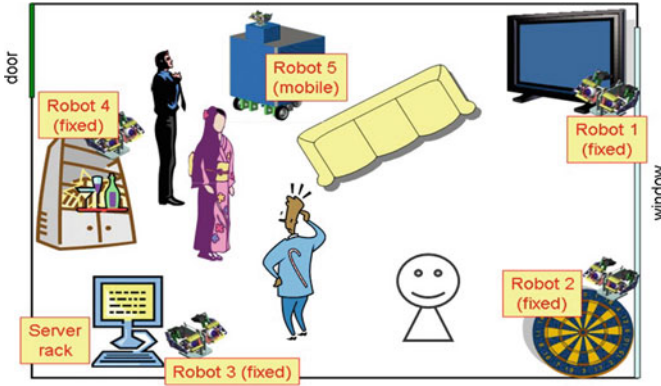 door
Robot 5
(mobile)
Robot 4
(fixed)
Robot 1
(fixed)
window
Robot 2
(fixed)
Server
rack
Robot 3 (fixed)